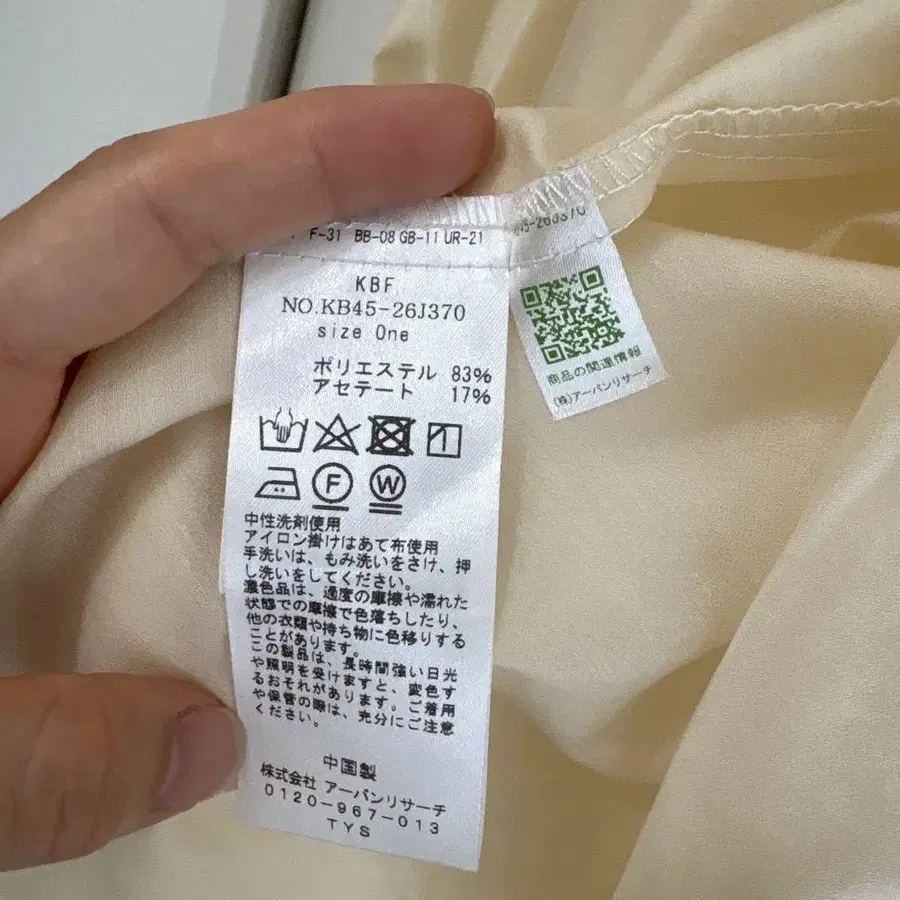 F-31 BB-08 GB-11 UR-21
KBF
NO.KB45-26J370
size One
ポリエステル 83%
アセテート 17%
F W
中性洗剤使用
アイロン掛けはあて布使用
手洗いは、もみ洗いをさけ、押
し洗いをしてください。
濃色品は、過度の摩擦や濡れた
状態での摩擦で色落ちしたり、
他の衣類や持ち物に色移りする
ことがあります。
この製品は、長時間強い日光
や照明を受けますと、変色す
るおそれがあります。ご着用
や保管の際は、充分にご注意
ください。
中国製
株式会社 アーバンリサーチ
0120-967-013
TYS
45-26J370
商品の関連情報
(株)アーバンリサーチ